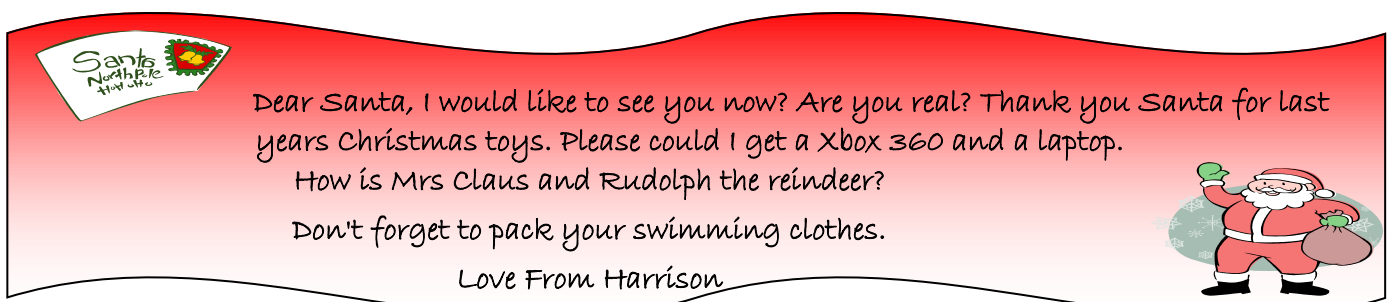 Santa
North Pole
HoH oHo
Dear Santa, I would like to see you now? Are you real? Thank you Santa for last
years Christmas toys. Please could I get a Xbox 360 and a laptop.
How is Mrs Claus and Rudolph the reindeer?
Don't forget to pack your swimming clothes.
Love From Harrison